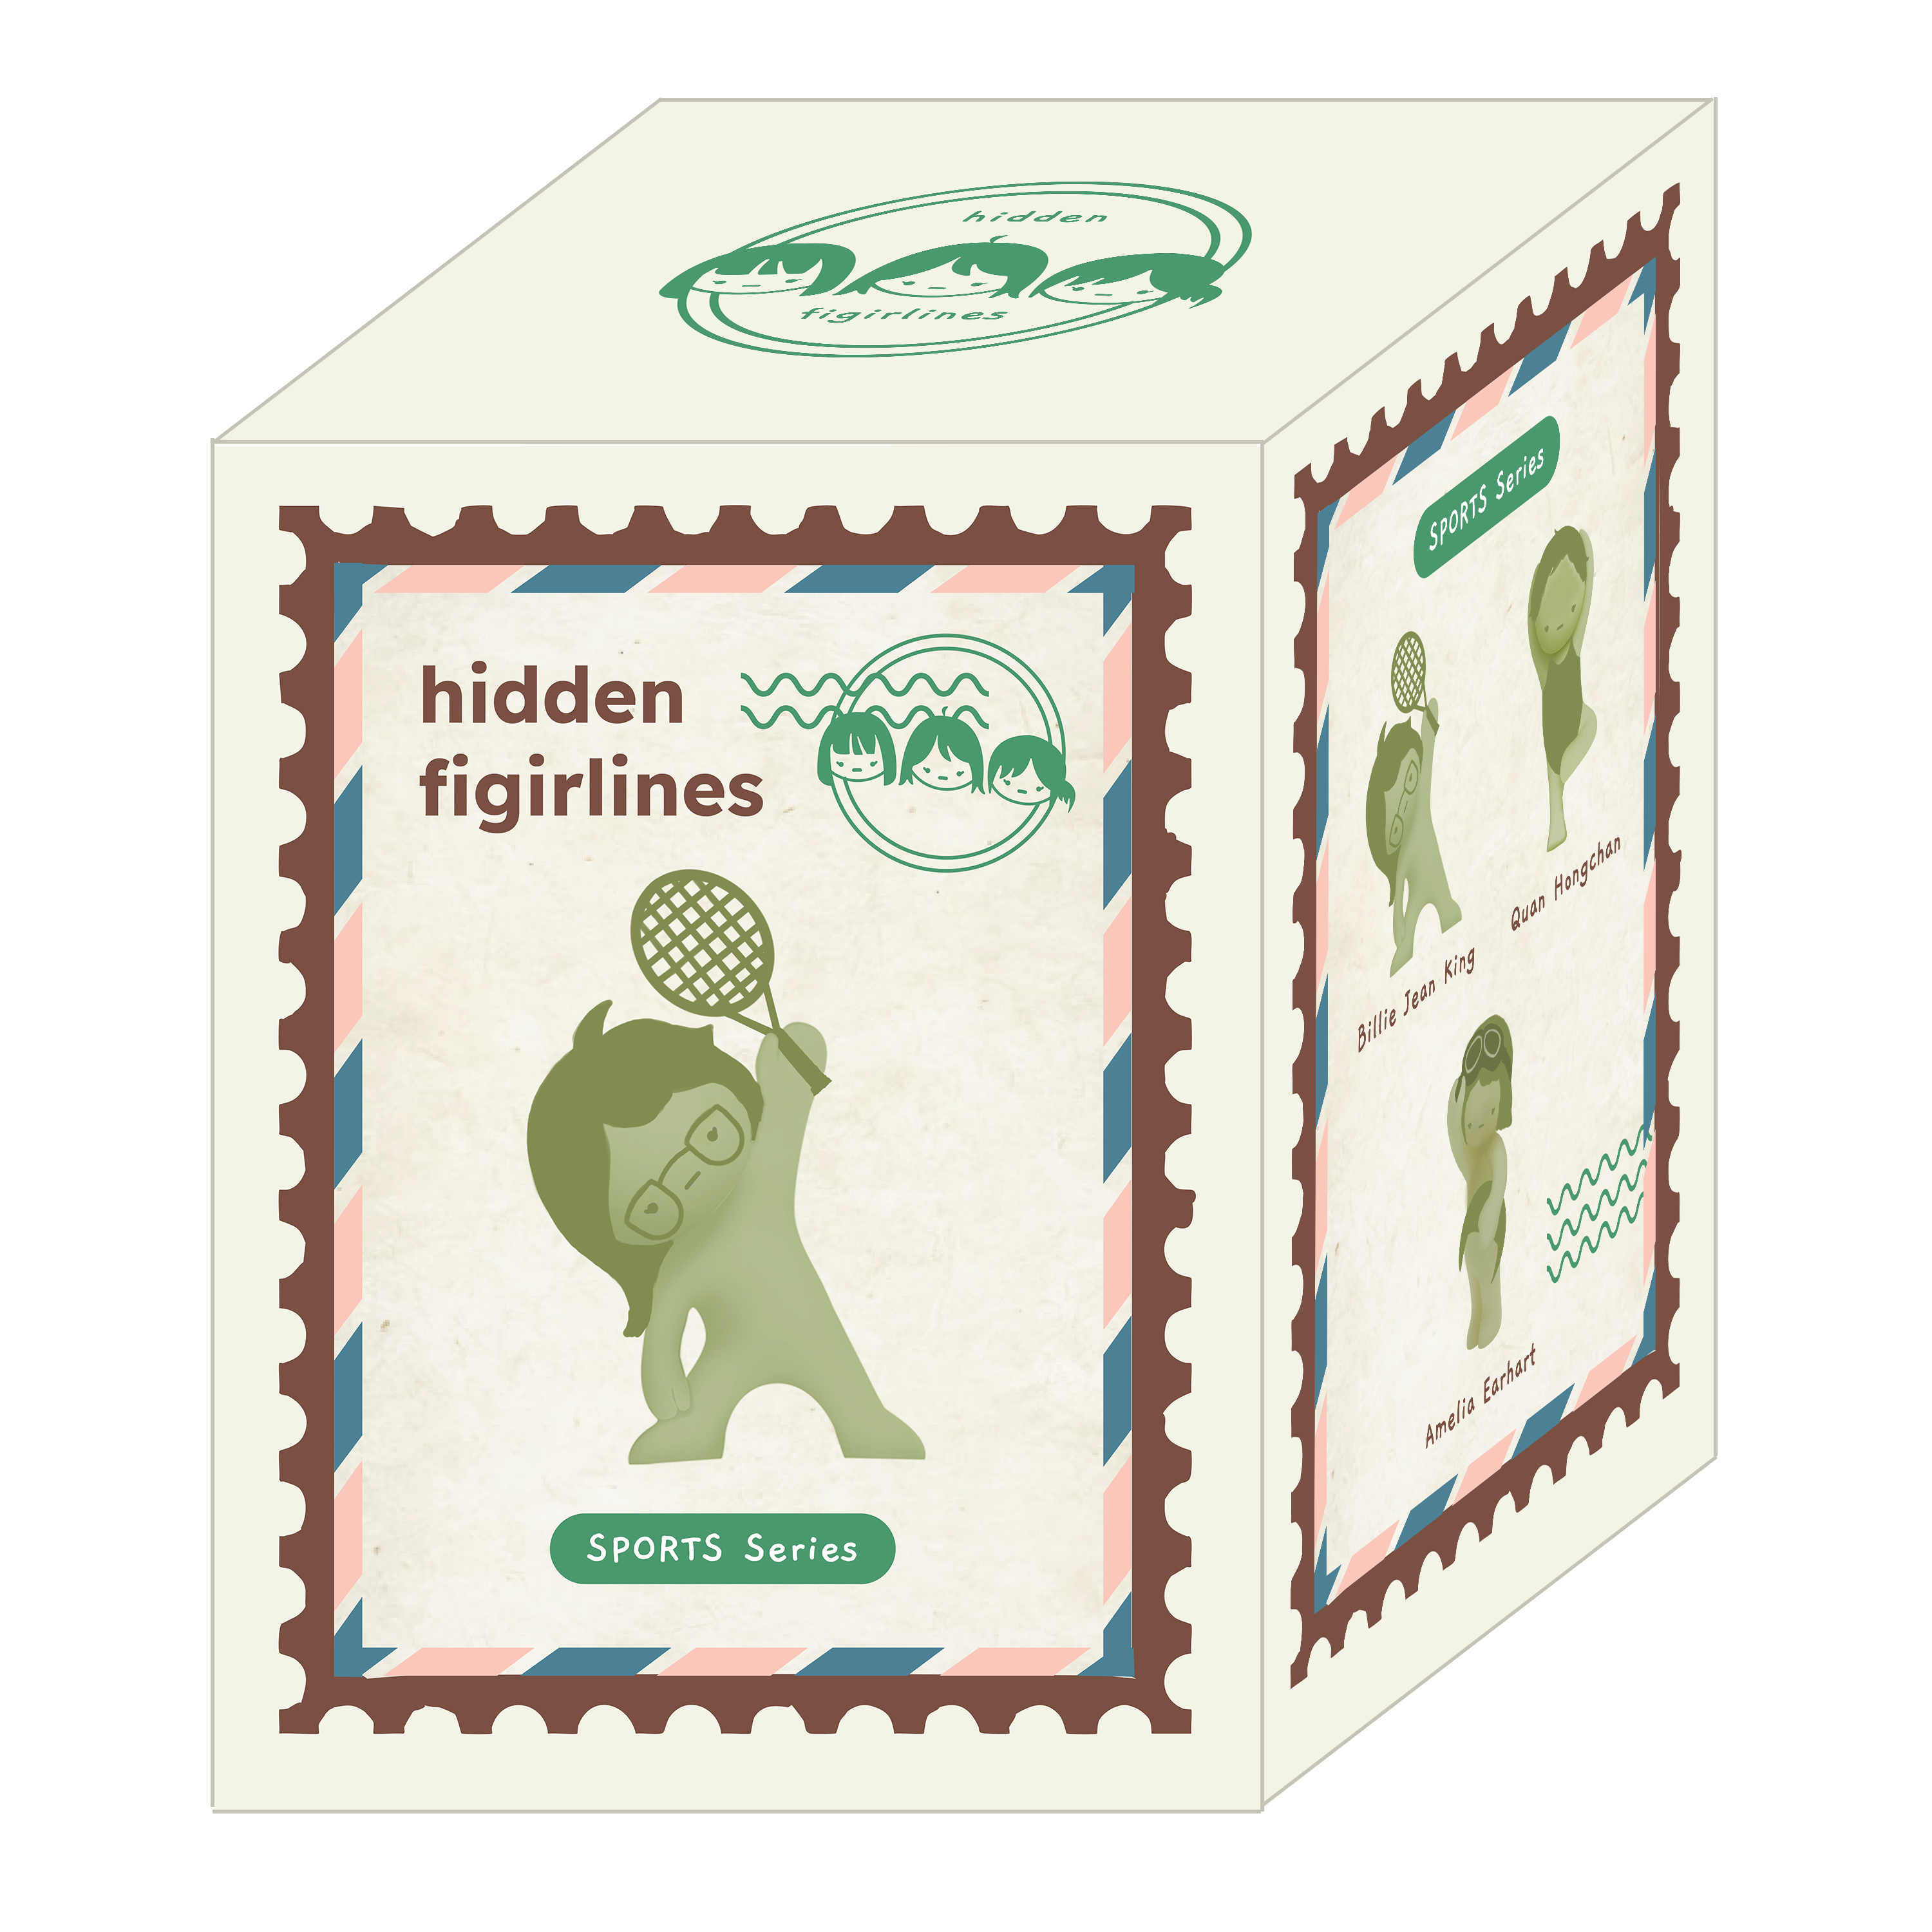 hidden
figirlines
hidden
figirlines
SPORTS Series
SPORTS Series
Quan Hongchan
Billie Jean King
Amelia Earhart